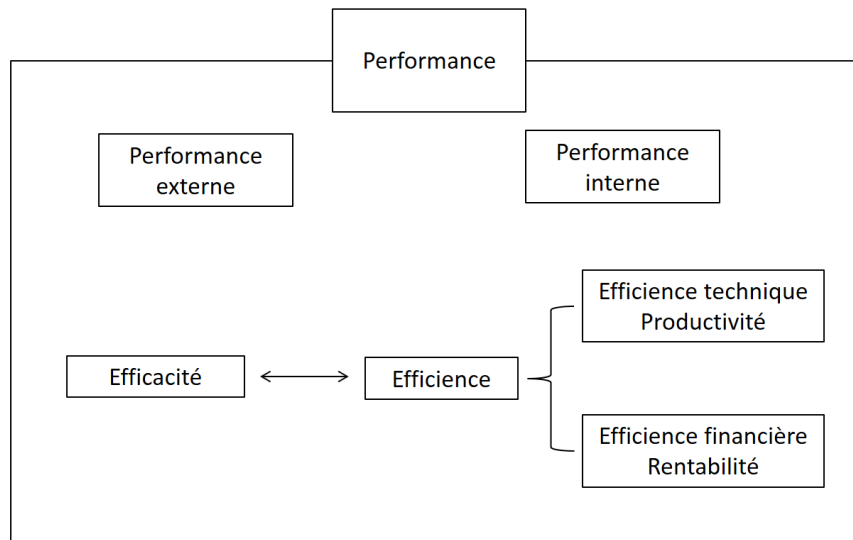 Performance
Performance
externe
Performance
interne
Efficience technique
Productivité
Efficacité
Efficience
Efficience financière
Rentabilité